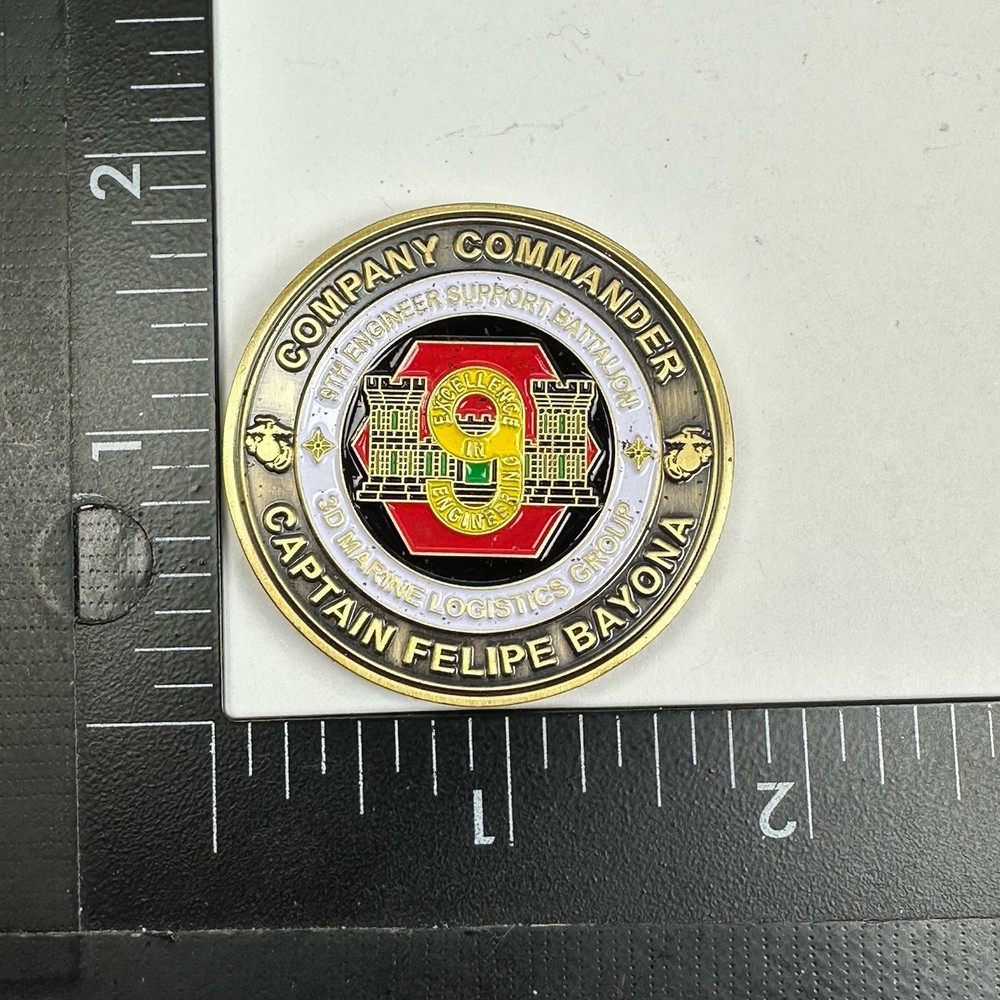 COMPANY COMMANDER
9TH ENGINEER SUPPORT BATTALION
EXCELLENCE
IN
ENGINEERING
9
3D MARINE LOGISTICS GROUP
CAPTAIN FELIPE BAYONA
2
1
1
2